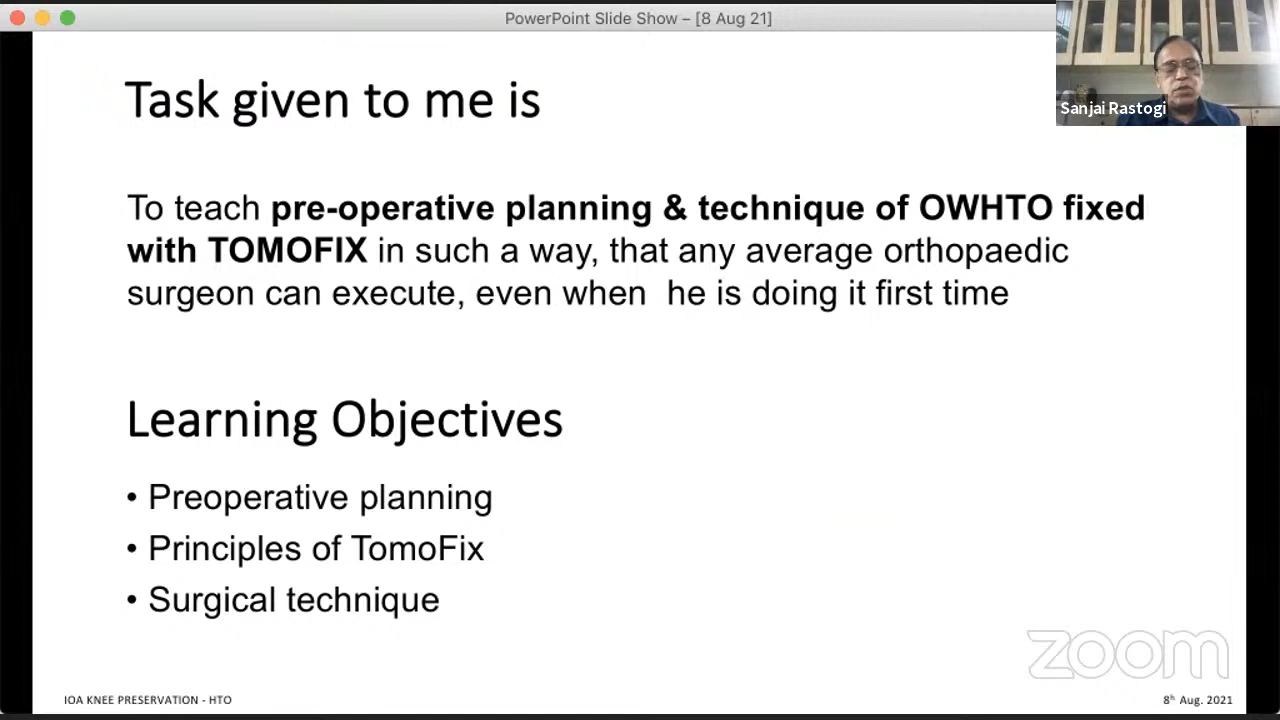 PowerPoint Slide Show – [8 Aug 21]
Sanjai Rastogi
Task given to me is
To teach pre-operative planning & technique of OWHTO fixed
with TOMOFIX in such a way, that any average orthopaedic
surgeon can execute, even when  he is doing it first time
Learning Objectives
• Preoperative planning
• Principles of TomoFix
• Surgical technique
zoom
IOA KNEE PRESERVATION - HTO
8ʰ Aug. 2021